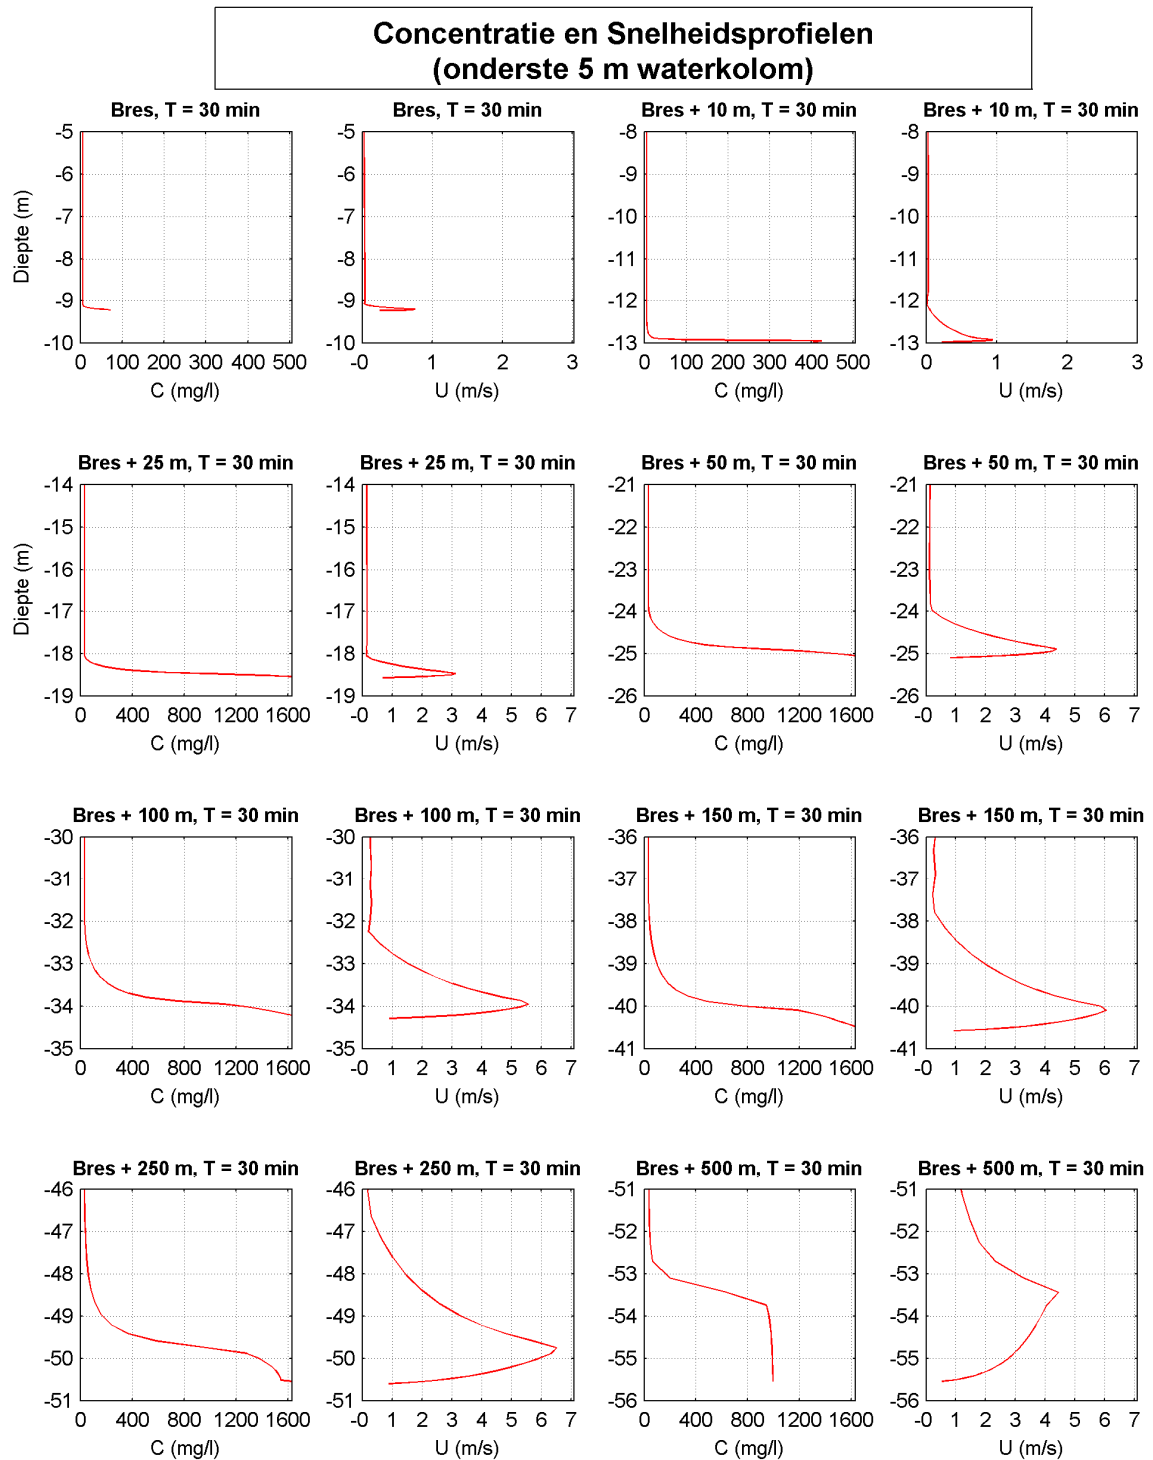 Concentratie en Snelheidsprofielen
(onderste 5 m waterkolom)
Bres, T = 30 min
Bres, T = 30 min
Bres + 10 m, T = 30 min
Bres + 10 m, T = 30 min
-5
-6
-7
-8
-9
-10
Diepte (m)
0 100 200 300 400 500
C (mg/l)
-5
-6
-7
-8
-9
-10
0 1 2 3
U (m/s)
-8
-9
-10
-11
-12
-13
0 100 200 300 400 500
C (mg/l)
-8
-9
-10
-11
-12
-13
0 1 2 3
U (m/s)
Bres + 25 m, T = 30 min
Bres + 25 m, T = 30 min
Bres + 50 m, T = 30 min
Bres + 50 m, T = 30 min
-14
-15
-16
-17
-18
-19
Diepte (m)
0 400 800 1200 1600
C (mg/l)
-14
-15
-16
-17
-18
-19
-0 1 2 3 4 5 6 7
U (m/s)
-21
-22
-23
-24
-25
-26
0 400 800 1200 1600
C (mg/l)
-21
-22
-23
-24
-25
-26
-0 1 2 3 4 5 6 7
U (m/s)
Bres + 100 m, T = 30 min
Bres + 100 m, T = 30 min
Bres + 150 m, T = 30 min
Bres + 150 m, T = 30 min
-30
-31
-32
-33
-34
-35
0 400 800 1200 1600
C (mg/l)
-30
-31
-32
-33
-34
-35
-0 1 2 3 4 5 6 7
U (m/s)
-36
-37
-38
-39
-40
-41
0 400 800 1200 1600
C (mg/l)
-36
-37
-38
-39
-40
-41
-0 1 2 3 4 5 6 7
U (m/s)
Bres + 250 m, T = 30 min
Bres + 250 m, T = 30 min
Bres + 500 m, T = 30 min
Bres + 500 m, T = 30 min
-46
-47
-48
-49
-50
-51
0 400 800 1200 1600
C (mg/l)
-46
-47
-48
-49
-50
-51
-0 1 2 3 4 5 6 7
U (m/s)
-51
-52
-53
-54
-55
-56
0 400 800 1200 1600
C (mg/l)
-51
-52
-53
-54
-55
-56
-0 1 2 3 4 5 6 7
U (m/s)